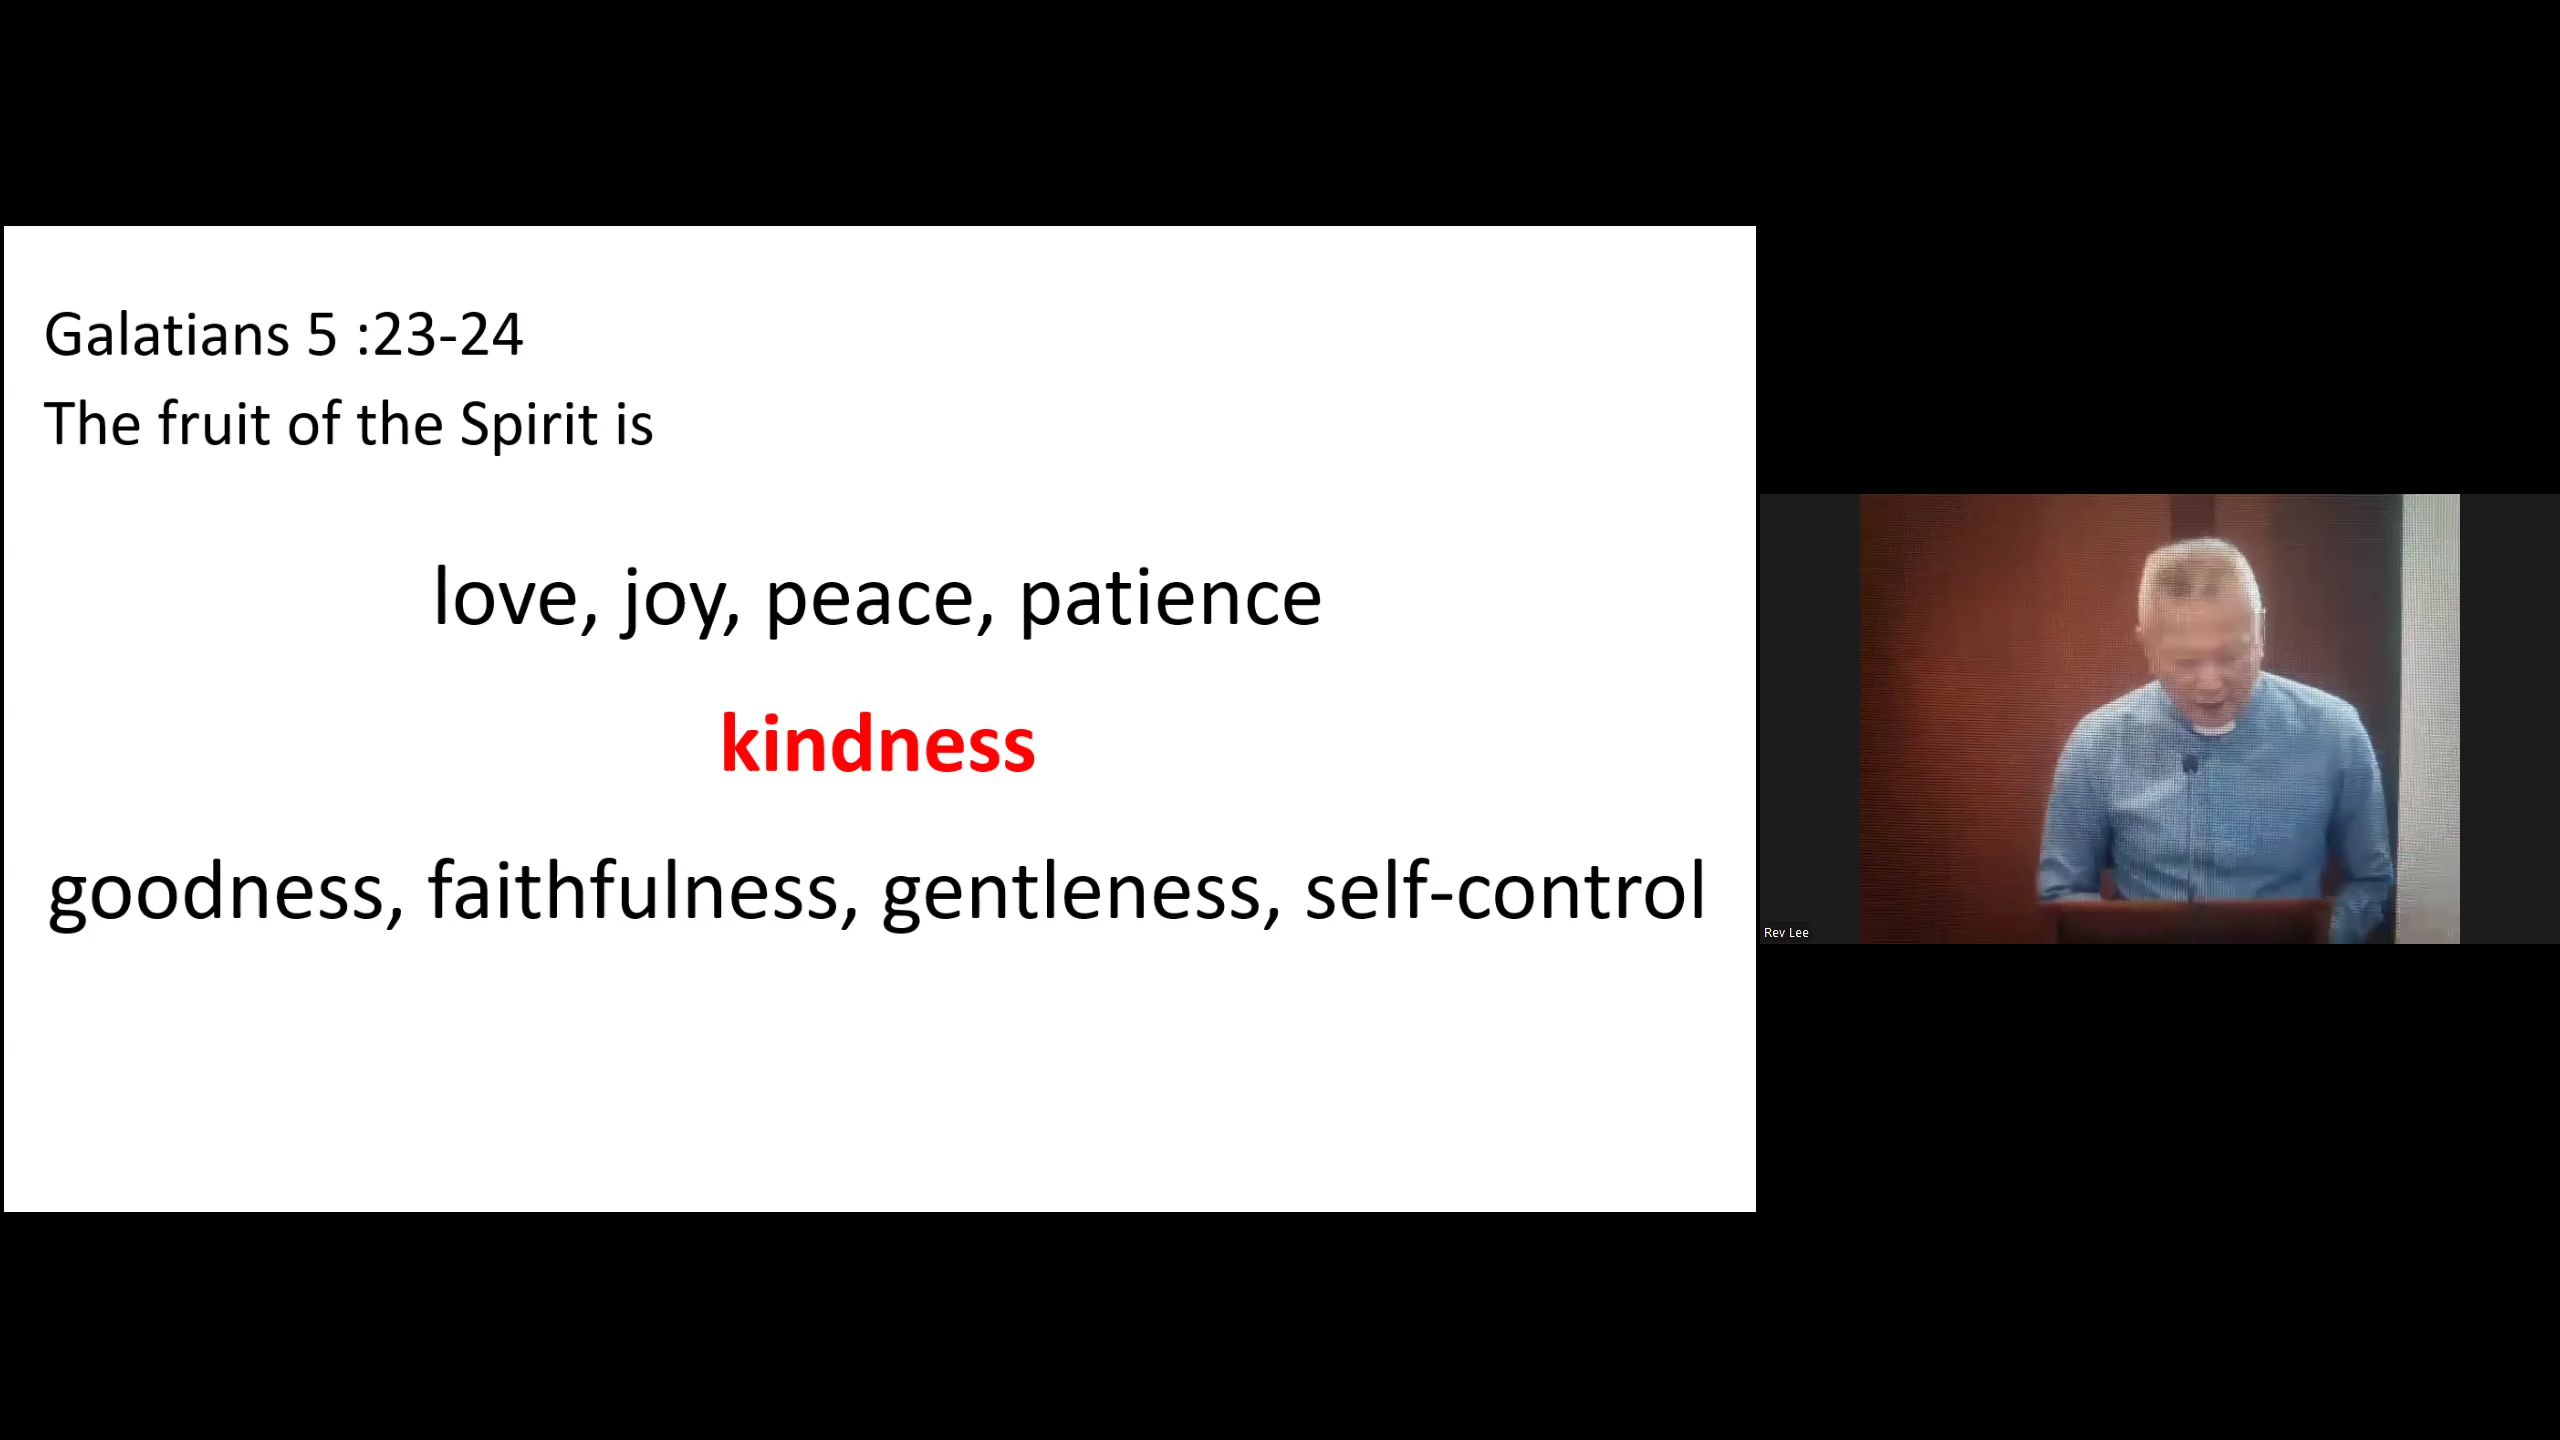 Galatians 5 :23-24
The fruit of the Spirit is
love, joy, peace, patience
kindness
goodness, faithfulness, gentleness, self-control
Rev Lee